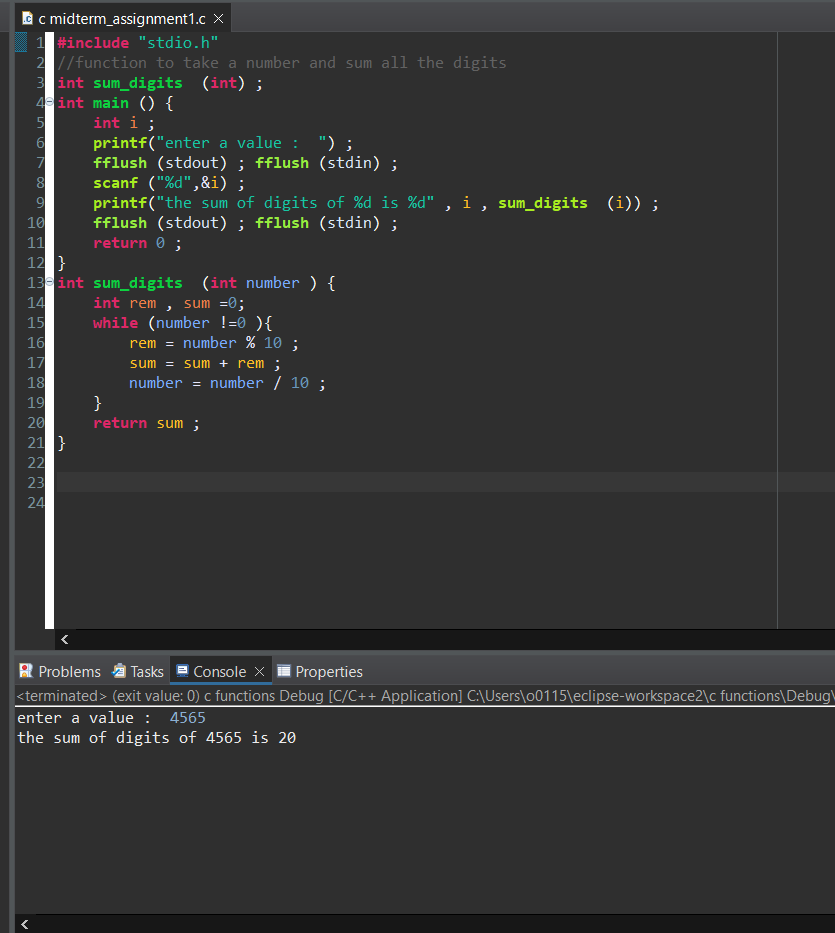 c midterm_assignment1.c
1 #include "stdio.h"
2 //function to take a number and sum all the digits
3 int sum_digits  (int) ;
4 int main () {
5     int i ;
6     printf("enter a value :  ") ;
7     fflush (stdout) ; fflush (stdin) ;
8     scanf ("%d",&i) ;
9     printf("the sum of digits of %d is %d" , i , sum_digits  (i)) ;
10     fflush (stdout) ; fflush (stdin) ;
11     return 0 ;
12 }
13 int sum_digits  (int number ) {
14     int rem , sum =0;
15     while (number !=0 ){
16         rem = number % 10 ;
17         sum = sum + rem ;
18         number = number / 10 ;
19     }
20     return sum ;
21 }
22
23
24
Problems Tasks Console Properties
<terminated> (exit value: 0) c functions Debug [C/C++ Application] C:\Users\o0115\eclipse-workspace2\c functions\Debug\
enter a value :  4565
the sum of digits of 4565 is 20